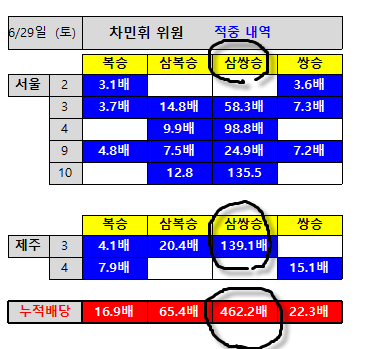 6/29일 (토) 차민휘 위원 적중 내역
복승 삼복승 삼쌍승 쌍승
서울 2 3.1배 3.6배
3 3.7배 14.8배 58.3배 7.3배
4 9.9배 98.8배
9 4.8배 7.5배 24.9배 7.2배
10 12.8 135.5
복승 삼복승 삼쌍승 쌍승
제주 3 4.1배 20.4배 139.1배
4 7.9배 15.1배
누적배당 16.9배 65.4배 462.2배 22.3배